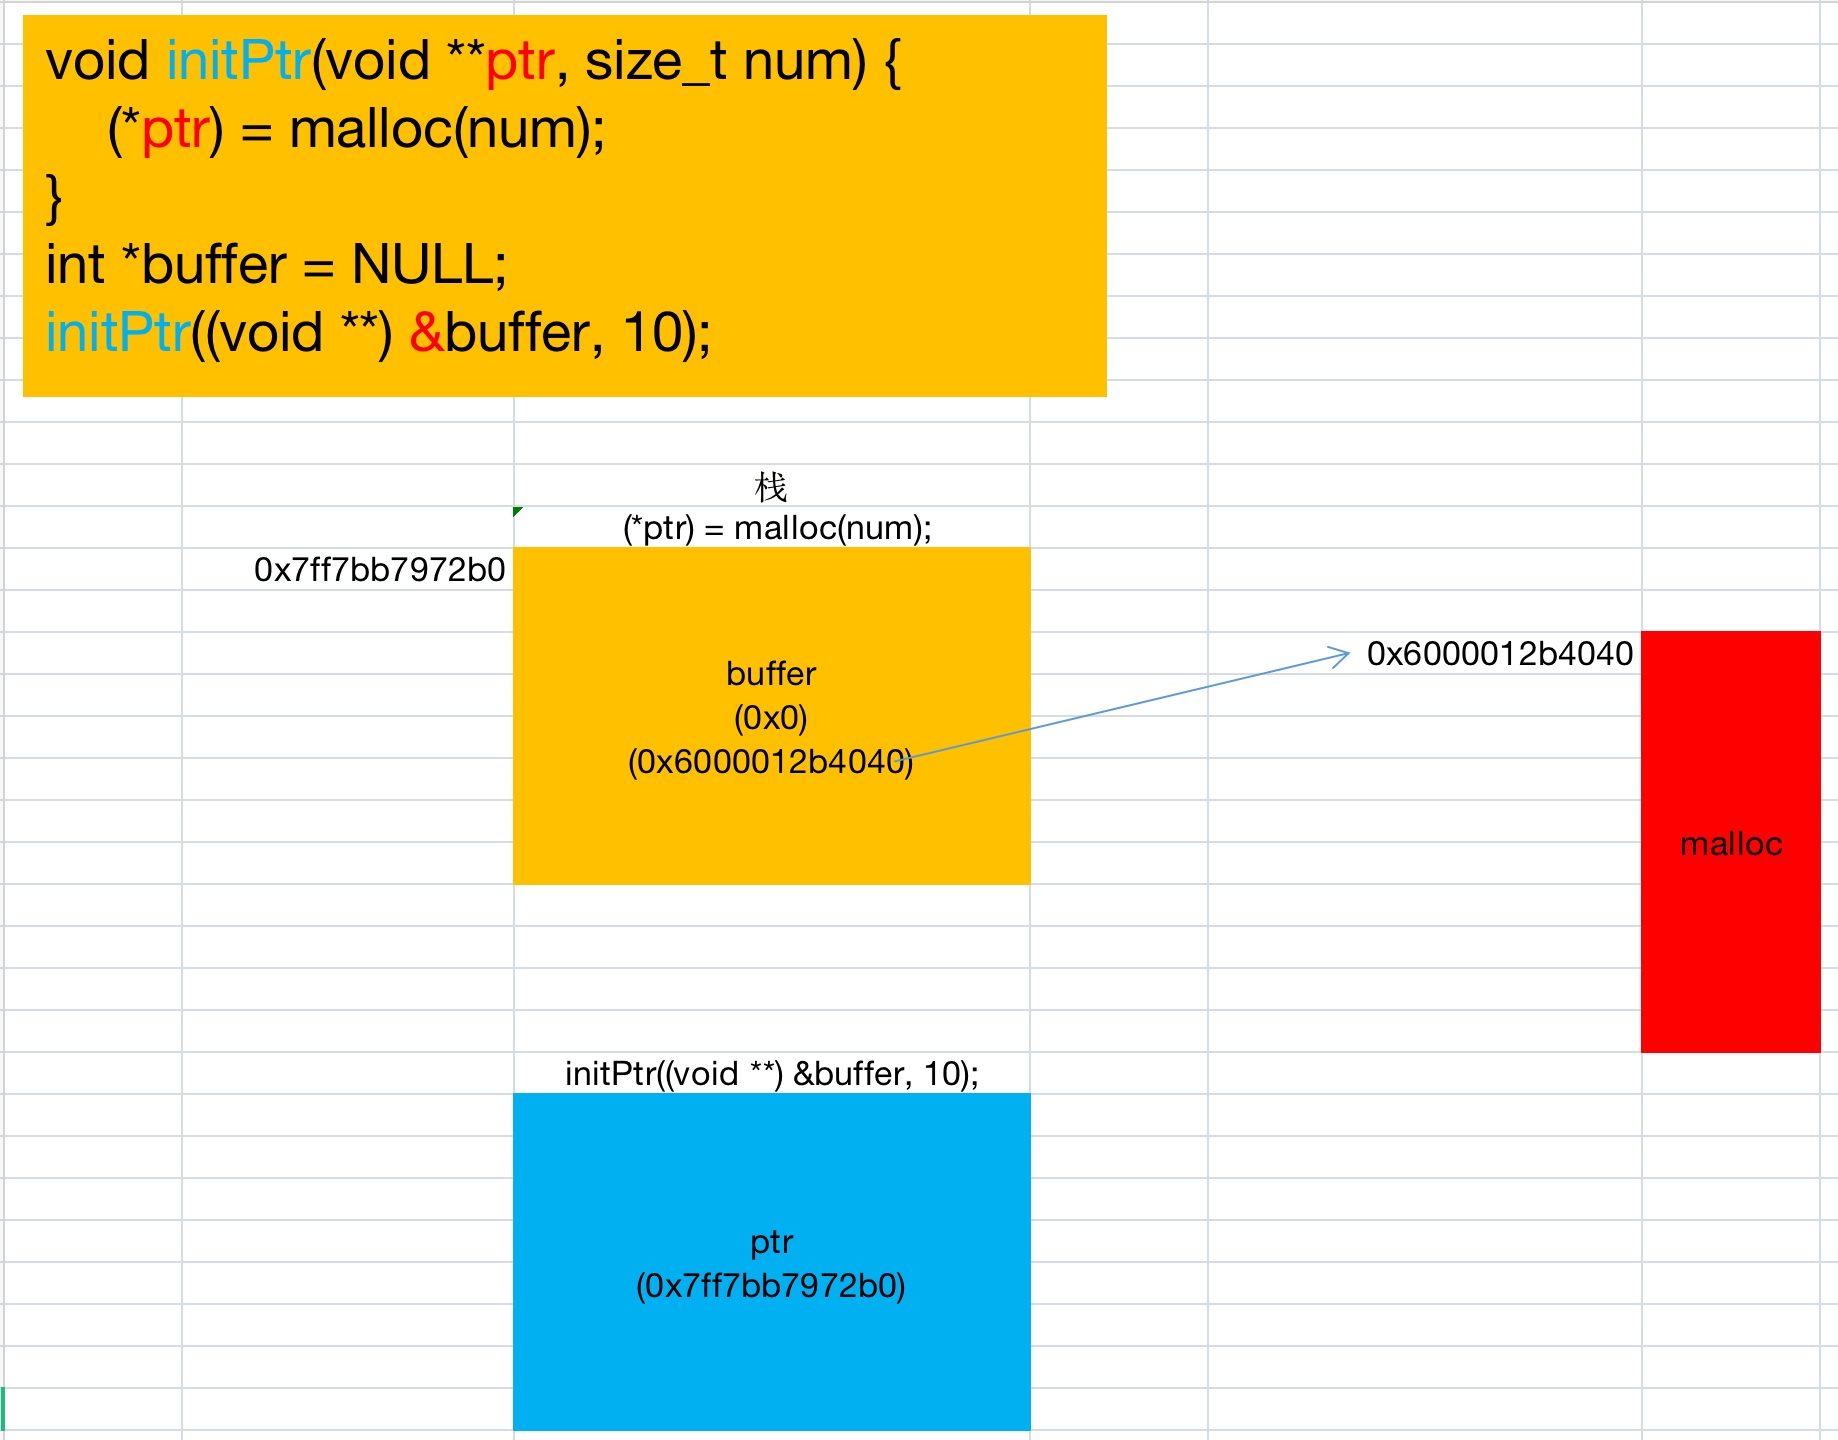 void initPtr(void **ptr, size_t num) {
(*ptr) = malloc(num);
}
int *buffer = NULL;
initPtr((void **) &buffer, 10);
栈
(*ptr) = malloc(num);
0x7ff7bb7972b0
buffer
(0x0)
(0x6000012b4040)
0x6000012b4040
malloc
initPtr((void **) &buffer, 10);
ptr
(0x7ff7bb7972b0)